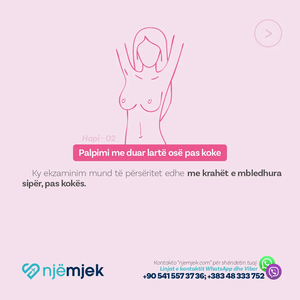 Hapi - 02
Palpimi me duar lartë osë pas koke
Ky ekzaminim mund të përsëritet edhe me krahët e mbledhura
sipër, pas kokës.
njëmjek
Kontakto "njemjek.com" për shëndetin tuaj
Linjat e kontaktit WhatsApp dhe Viber
+90 541 557 37 36; +383 48 333 752